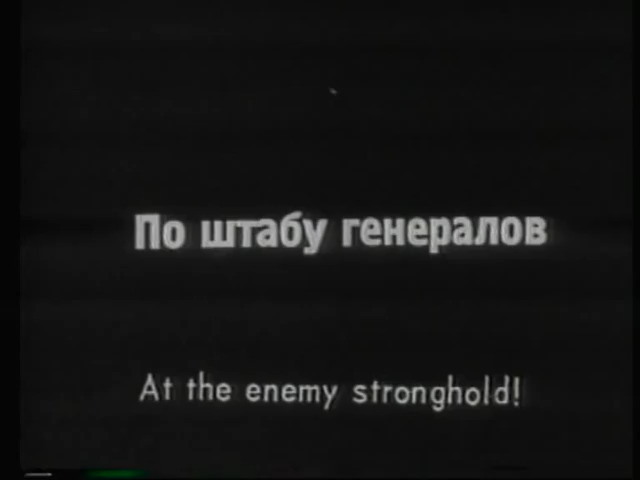 По штабу генералов
At the enemy stronghold!